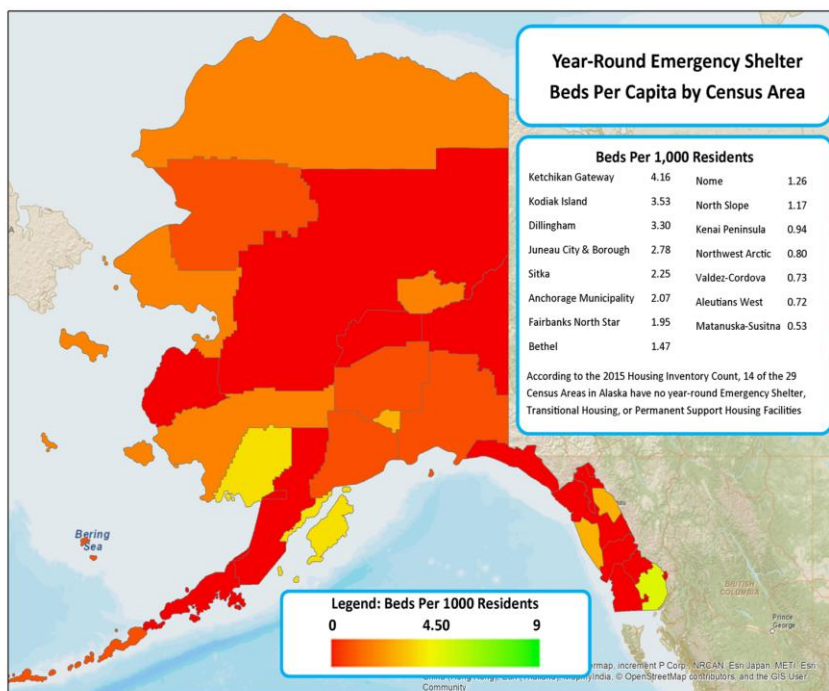 Year-Round Emergency Shelter
Beds Per Capita by Census Area
Beds Per 1,000 Residents
Ketchikan Gateway 4.16
Kodiak Island 3.53
Dillingham 3.30
Juneau City & Borough 2.78
Sitka 2.25
Anchorage Municipality 2.07
Fairbanks North Star 1.95
Bethel 1.47
Nome 1.26
North Slope 1.17
Kenai Peninsula 0.94
Northwest Arctic 0.80
Valdez-Cordova 0.73
Aleutians West 0.72
Matanuska-Susitna 0.53
According to the 2015 Housing Inventory Count, 14 of the 29
Census Areas in Alaska have no year-round Emergency Shelter,
Transitional Housing, or Permanent Support Housing Facilities
Bering
Sea
BRITISH
COLUMBIA
Prince
George
Legend: Beds Per 1000 Residents
0 4.50 9
increment P Corp., NRCAN, Esri Japan, METI, Esri
MapmyIndia, © OpenStreetMap contributors, and the GIS User
Community